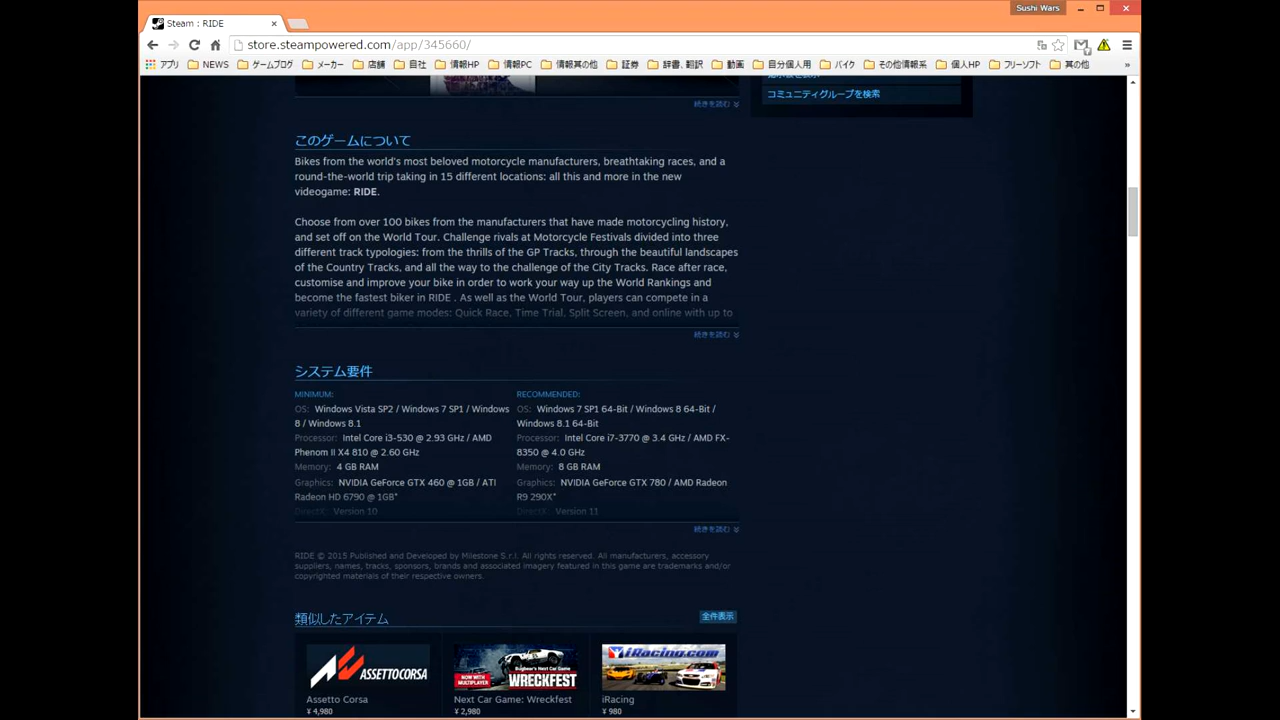 Sushi Wars
Steam : RIDE
store.steampowered.com/app/345660/
アプリ NEWS ゲームブログ メーカー 店舗 自社 情報HP 情報PC 情報其の他 証券 辞書、翻訳 動画 自分個人用 バイク その他情報系 個人HP フリーソフト 其の他
コミュニティグループを検索
続きを読む
このゲームについて
Bikes from the world's most beloved motorcycle manufacturers, breathtaking races, and a
round-the-world trip taking in 15 different locations: all this and more in the new
videogame: RIDE.
Choose from over 100 bikes from the manufacturers that have made motorcycling history,
and set off on the World Tour. Challenge rivals at Motorcycle Festivals divided into three
different track typologies: from the thrills of the GP Tracks, through the beautiful landscapes
of the Country Tracks, and all the way to the challenge of the City Tracks. Race after race,
customise and improve your bike in order to work your way up the World Rankings and
become the fastest biker in RIDE . As well as the World Tour, players can compete in a
variety of different game modes: Quick Race, Time Trial, Split Screen, and online with up to
続きを読む
システム要件
MINIMUM:
OS: Windows Vista SP2 / Windows 7 SP1 / Windows
8 / Windows 8.1
Processor: Intel Core i3-530 @ 2.93 GHz / AMD
Phenom II X4 810 @ 2.60 GHz
Memory: 4 GB RAM
Graphics: NVIDIA GeForce GTX 460 @ 1GB / ATI
Radeon HD 6790 @ 1GB*
DirectX: Version 10
RECOMMENDED:
OS: Windows 7 SP1 64-Bit / Windows 8 64-Bit /
Windows 8.1 64-Bit
Processor: Intel Core i7-3770 @ 3.4 GHz / AMD FX-
8350 @ 4.0 GHz
Memory: 8 GB RAM
Graphics: NVIDIA GeForce GTX 780 / AMD Radeon
R9 290X*
DirectX: Version 11
続きを読む
RIDE © 2015 Published and Developed by Milestone S.r.l. All rights reserved. All manufacturers, accessory
suppliers, names, tracks, sponsors, brands and associated imagery featured in this game are trademarks and/or
copyrighted materials of their respective owners.
類似したアイテム
全件表示
ASSETTO CORSA
Assetto Corsa
¥ 4,980
Bugbear's Next Car Game
NOW WITH
MULTIPLAYER
WRECKFEST
Next Car Game: Wreckfest
¥ 2,980
iRacing.com
iRacing
¥ 980